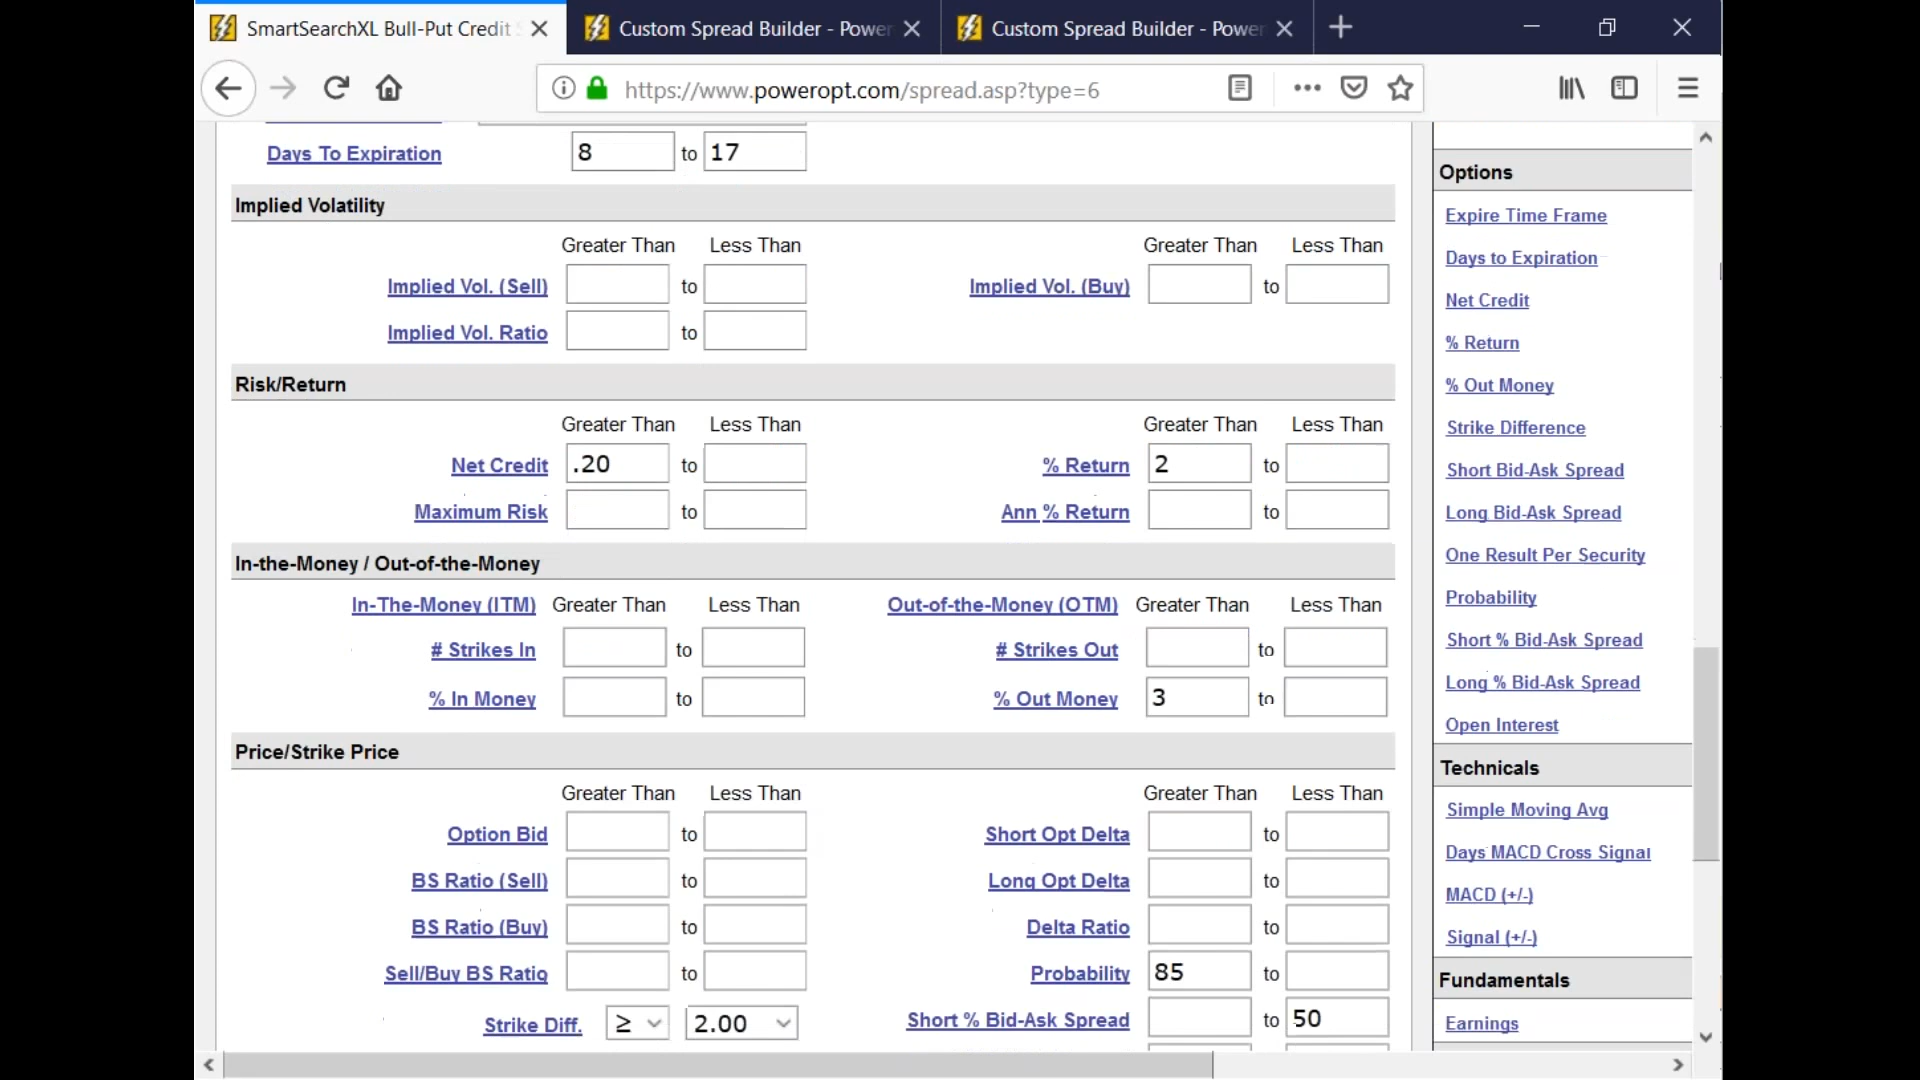 SmartSearchXL Bull-Put Credit
Custom Spread Builder - Power
Custom Spread Builder - Power
https://www.poweropt.com/spread.asp?type=6
Days To Expiration 8 to 17
Implied Volatility
Greater Than Less Than Greater Than Less Than
Implied Vol. (Sell) to Implied Vol. (Buy) to
Implied Vol. Ratio to
Risk/Return
Greater Than Less Than Greater Than Less Than
Net Credit .20 to % Return 2 to
Maximum Risk to Ann % Return to
In-the-Money / Out-of-the-Money
In-The-Money (ITM) Greater Than Less Than Out-of-the-Money (OTM) Greater Than Less Than
# Strikes In to # Strikes Out to
% In Money to % Out Money 3 to
Price/Strike Price
Greater Than Less Than Greater Than Less Than
Option Bid to Short Opt Delta to
BS Ratio (Sell) to Long Opt Delta to
BS Ratio (Buy) to Delta Ratio to
Sell/Buy BS Ratio to Probability 85 to
Strike Diff. ≥ 2.00 Short % Bid-Ask Spread to 50
Options
Expire Time Frame
Days to Expiration
Net Credit
% Return
% Out Money
Strike Difference
Short Bid-Ask Spread
Long Bid-Ask Spread
One Result Per Security
Probability
Short % Bid-Ask Spread
Long % Bid-Ask Spread
Open Interest
Technicals
Simple Moving Avg
Days MACD Cross Signal
MACD (+/-)
Signal (+/-)
Fundamentals
Earnings